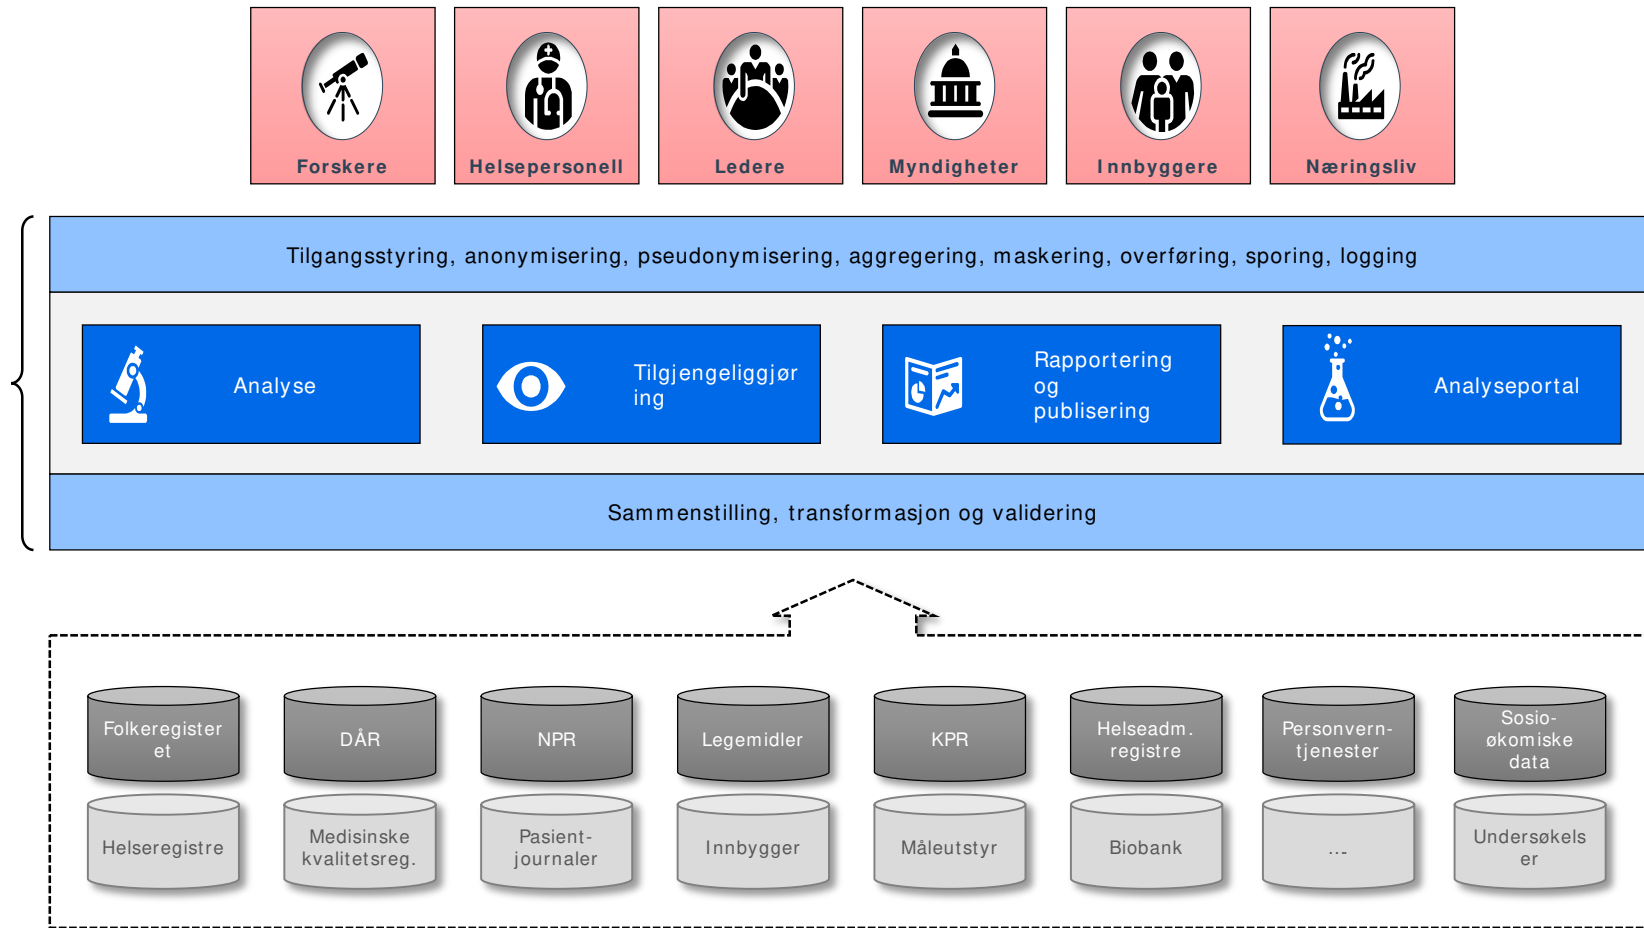 Forskere
Helsepersonell
Ledere
Myndigheter
Innbyggere
Næringsliv
Tilgangsstyring, anonymisering, pseudonymisering, aggregering, maskering, overføring, sporing, logging
Analyse
Tilgjengeliggjør
ing
Rapportering
og
publisering
Analyseportal
Sammenstilling, transformasjon og validering
Folkeregister
et
DÅR
NPR
Legemidler
KPR
Helseadm.
registre
Personvern-
tjenester
Sosio-
økomiske
data
Helseregistre
Medisinske
kvalitetsreg.
Pasient-
journaler
Innbygger
Måleutstyr
Biobank
....
Undersøkels
er